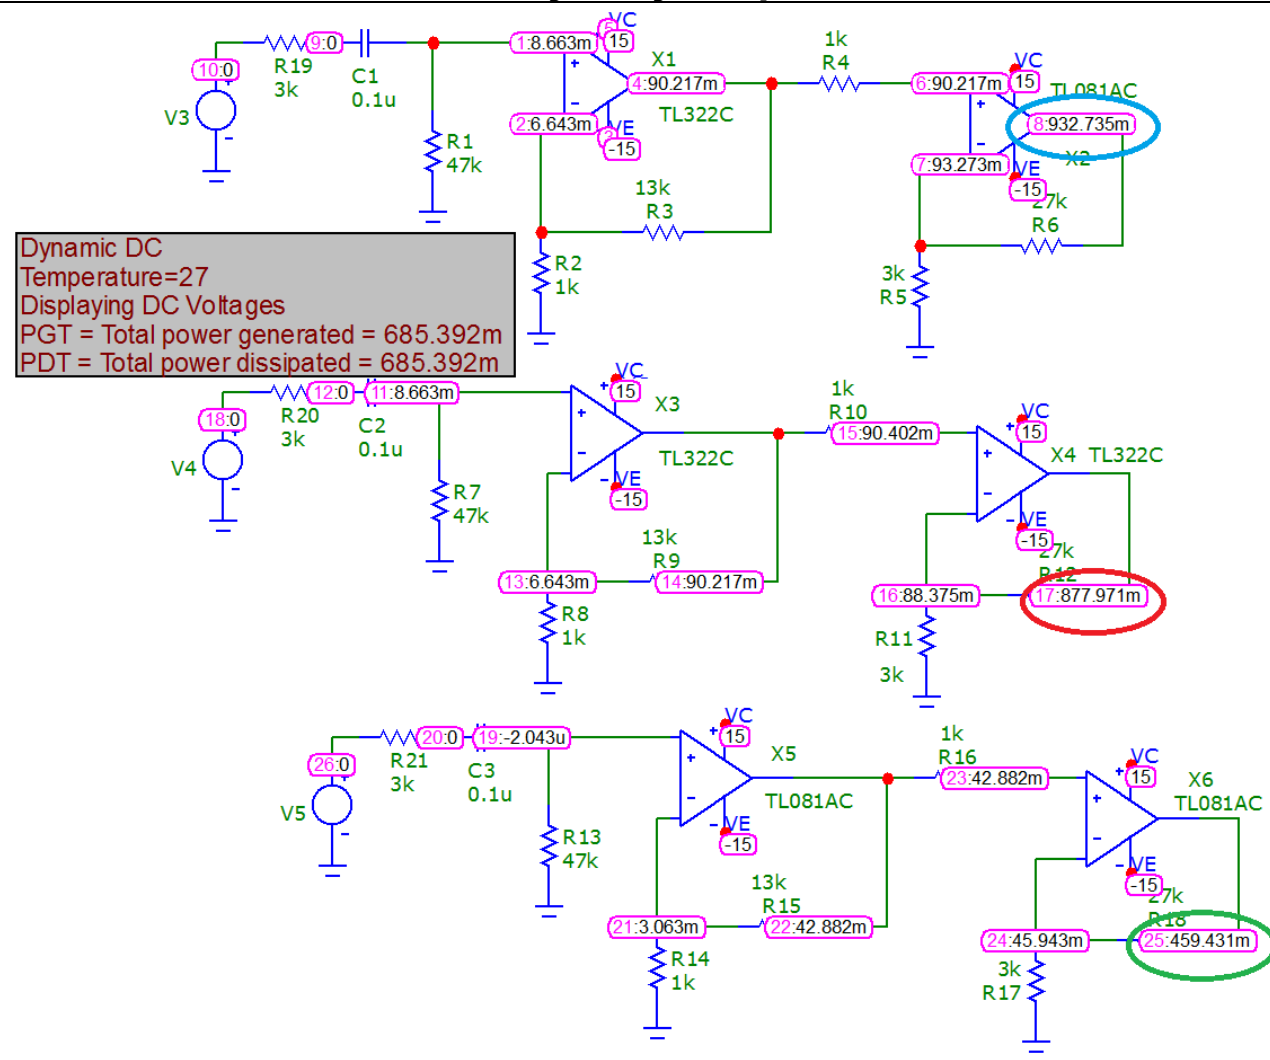 VC
15
5
9:0
R19
3k
C1
0.1u
10:0
V3
-
1:8.663m
+
-
X1
4:90.217m
TL322C
2:6.643m
3
VE
-15
R1
47k
13k
R3
R2
1k
1k
R4
6:90.217m
VC
15
TL081AC
+
-
8:932.735m
X2
7:93.273m
VE
-15
27k
R6
3k
R5
Dynamic DC
Temperature=27
Displaying DC Voltages
PGT = Total power generated = 685.392m
PDT = Total power dissipated = 685.392m
12:0
11:8.663m
R20
3k
C2
0.1u
18:0
V4
-
R7
47k
VC
+
15
X3
+
-
TL322C
VE
-
-15
13k
R9
13:6.643m
14:90.217m
R8
1k
1k
R10
15:90.402m
VC
+
15
X4 TL322C
+
-
VE
-
-15
27k
R12
16:88.375m
17:877.971m
R11
3k
20:0
19:-2.043u
R21
3k
C3
0.1u
26:0
V5
-
R13
47k
VC
+
15
X5
+
-
TL081AC
VE
-
-15
13k
R15
21:3.063m
22:42.882m
R14
1k
1k
R16
23:42.882m
VC
+
15
X6
TL081AC
+
-
VE
-
-15
27k
R18
24:45.943m
25:459.431m
3k
R17